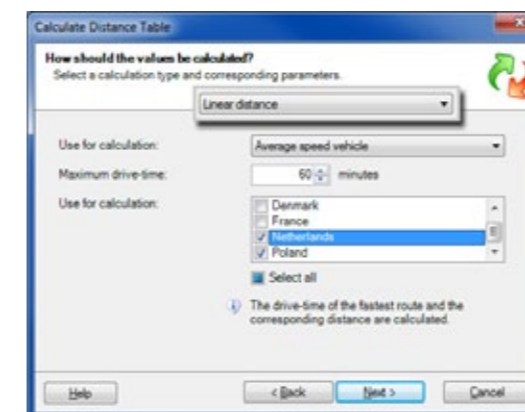 Calculate Distance Table
How should the values be calculated?
Select a calculation type and corresponding parameters.
Linear distance
Use for calculation: Average speed vehicle
Maximum drive-time: 60 minutes
Use for calculation: Denmark
France
Netherlands
Poland
Select all
The drive-time of the fastest route and the
corresponding distance are calculated.
Help < Back Next > Cancel